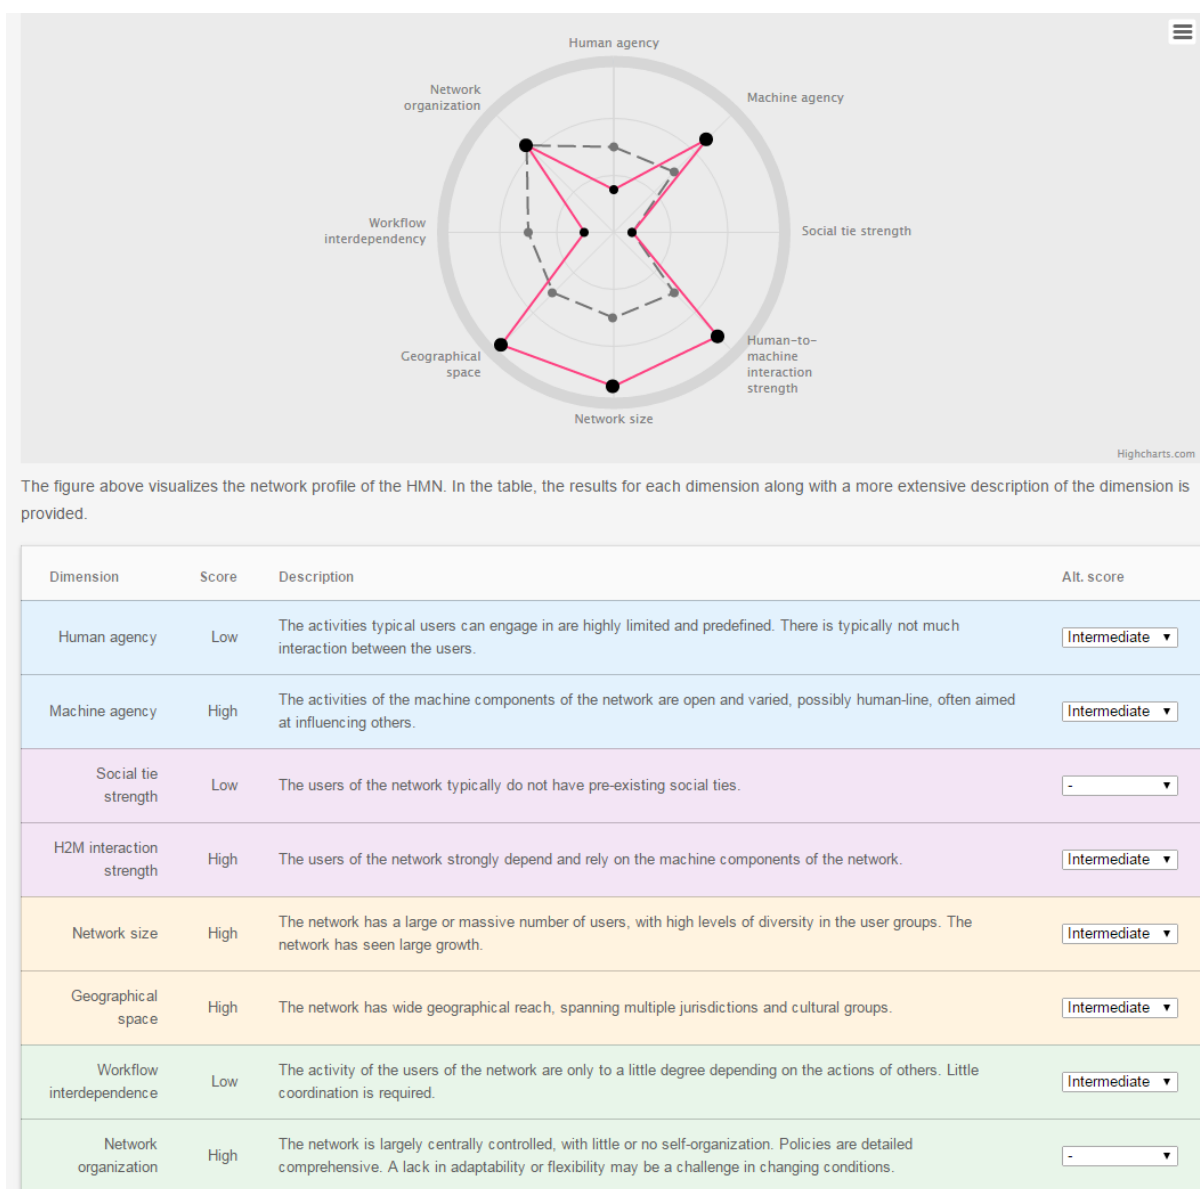 Human agency
Network
organization
Machine agency
Workflow
interdependency
Social tie strength
Geographical
space
Human-to-
machine
interaction
strength
Network size
Highcharts.com
The figure above visualizes the network profile of the HMN. In the table, the results for each dimension along with a more extensive description of the dimension is
provided.
Dimension Score Description Alt. score
Human agency Low The activities typical users can engage in are highly limited and predefined. There is typically not much
interaction between the users. Intermediate
Machine agency High The activities of the machine components of the network are open and varied, possibly human-line, often aimed
at influencing others. Intermediate
Social tie
strength Low The users of the network typically do not have pre-existing social ties. -
H2M interaction
strength High The users of the network strongly depend and rely on the machine components of the network. Intermediate
Network size High The network has a large or massive number of users, with high levels of diversity in the user groups. The
network has seen large growth. Intermediate
Geographical
space High The network has wide geographical reach, spanning multiple jurisdictions and cultural groups. Intermediate
Workflow
interdependence Low The activity of the users of the network are only to a little degree depending on the actions of others. Little
coordination is required. Intermediate
Network
organization High The network is largely centrally controlled, with little or no self-organization. Policies are detailed
comprehensive. A lack in adaptability or flexibility may be a challenge in changing conditions. -